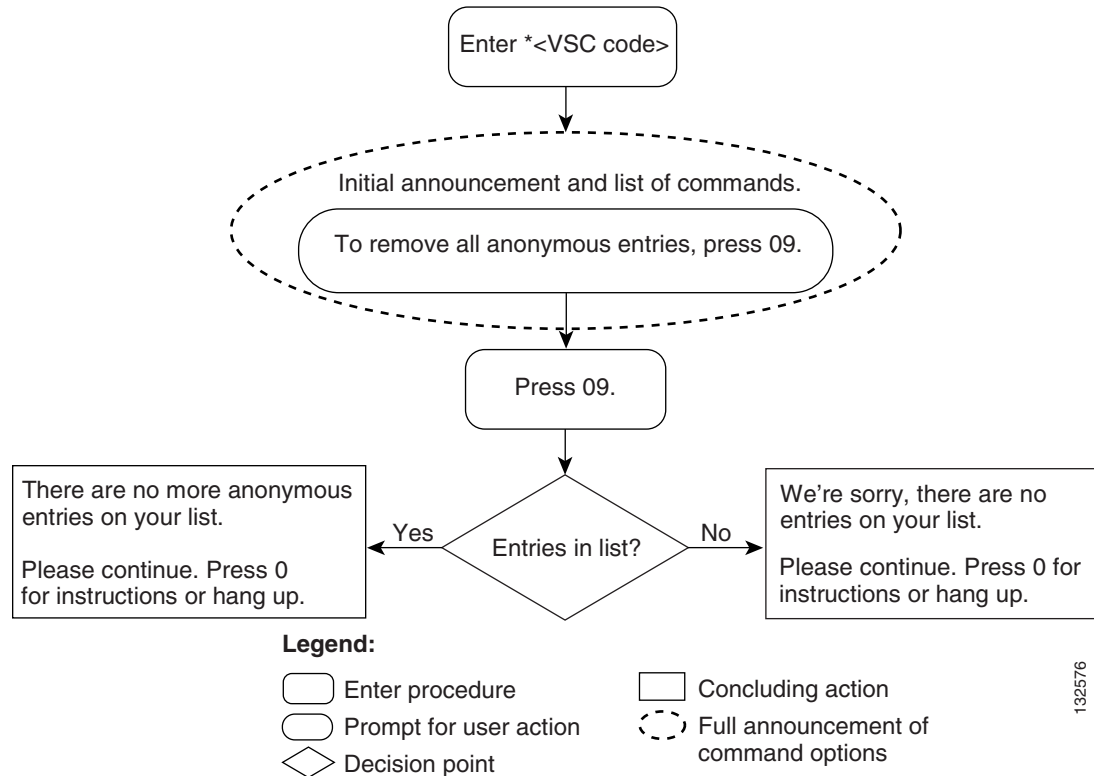 Enter *<VSC code>
Initial announcement and list of commands.
To remove all anonymous entries, press 09.
Press 09.
There are no more anonymous
entries on your list.
Please continue. Press 0
for instructions or hang up.
Yes
Entries in list?
No
We're sorry, there are no
entries on your list.
Please continue. Press 0 for
instructions or hang up.
Legend:
Enter procedure
Prompt for user action
Decision point
Concluding action
Full announcement of
command options
132576